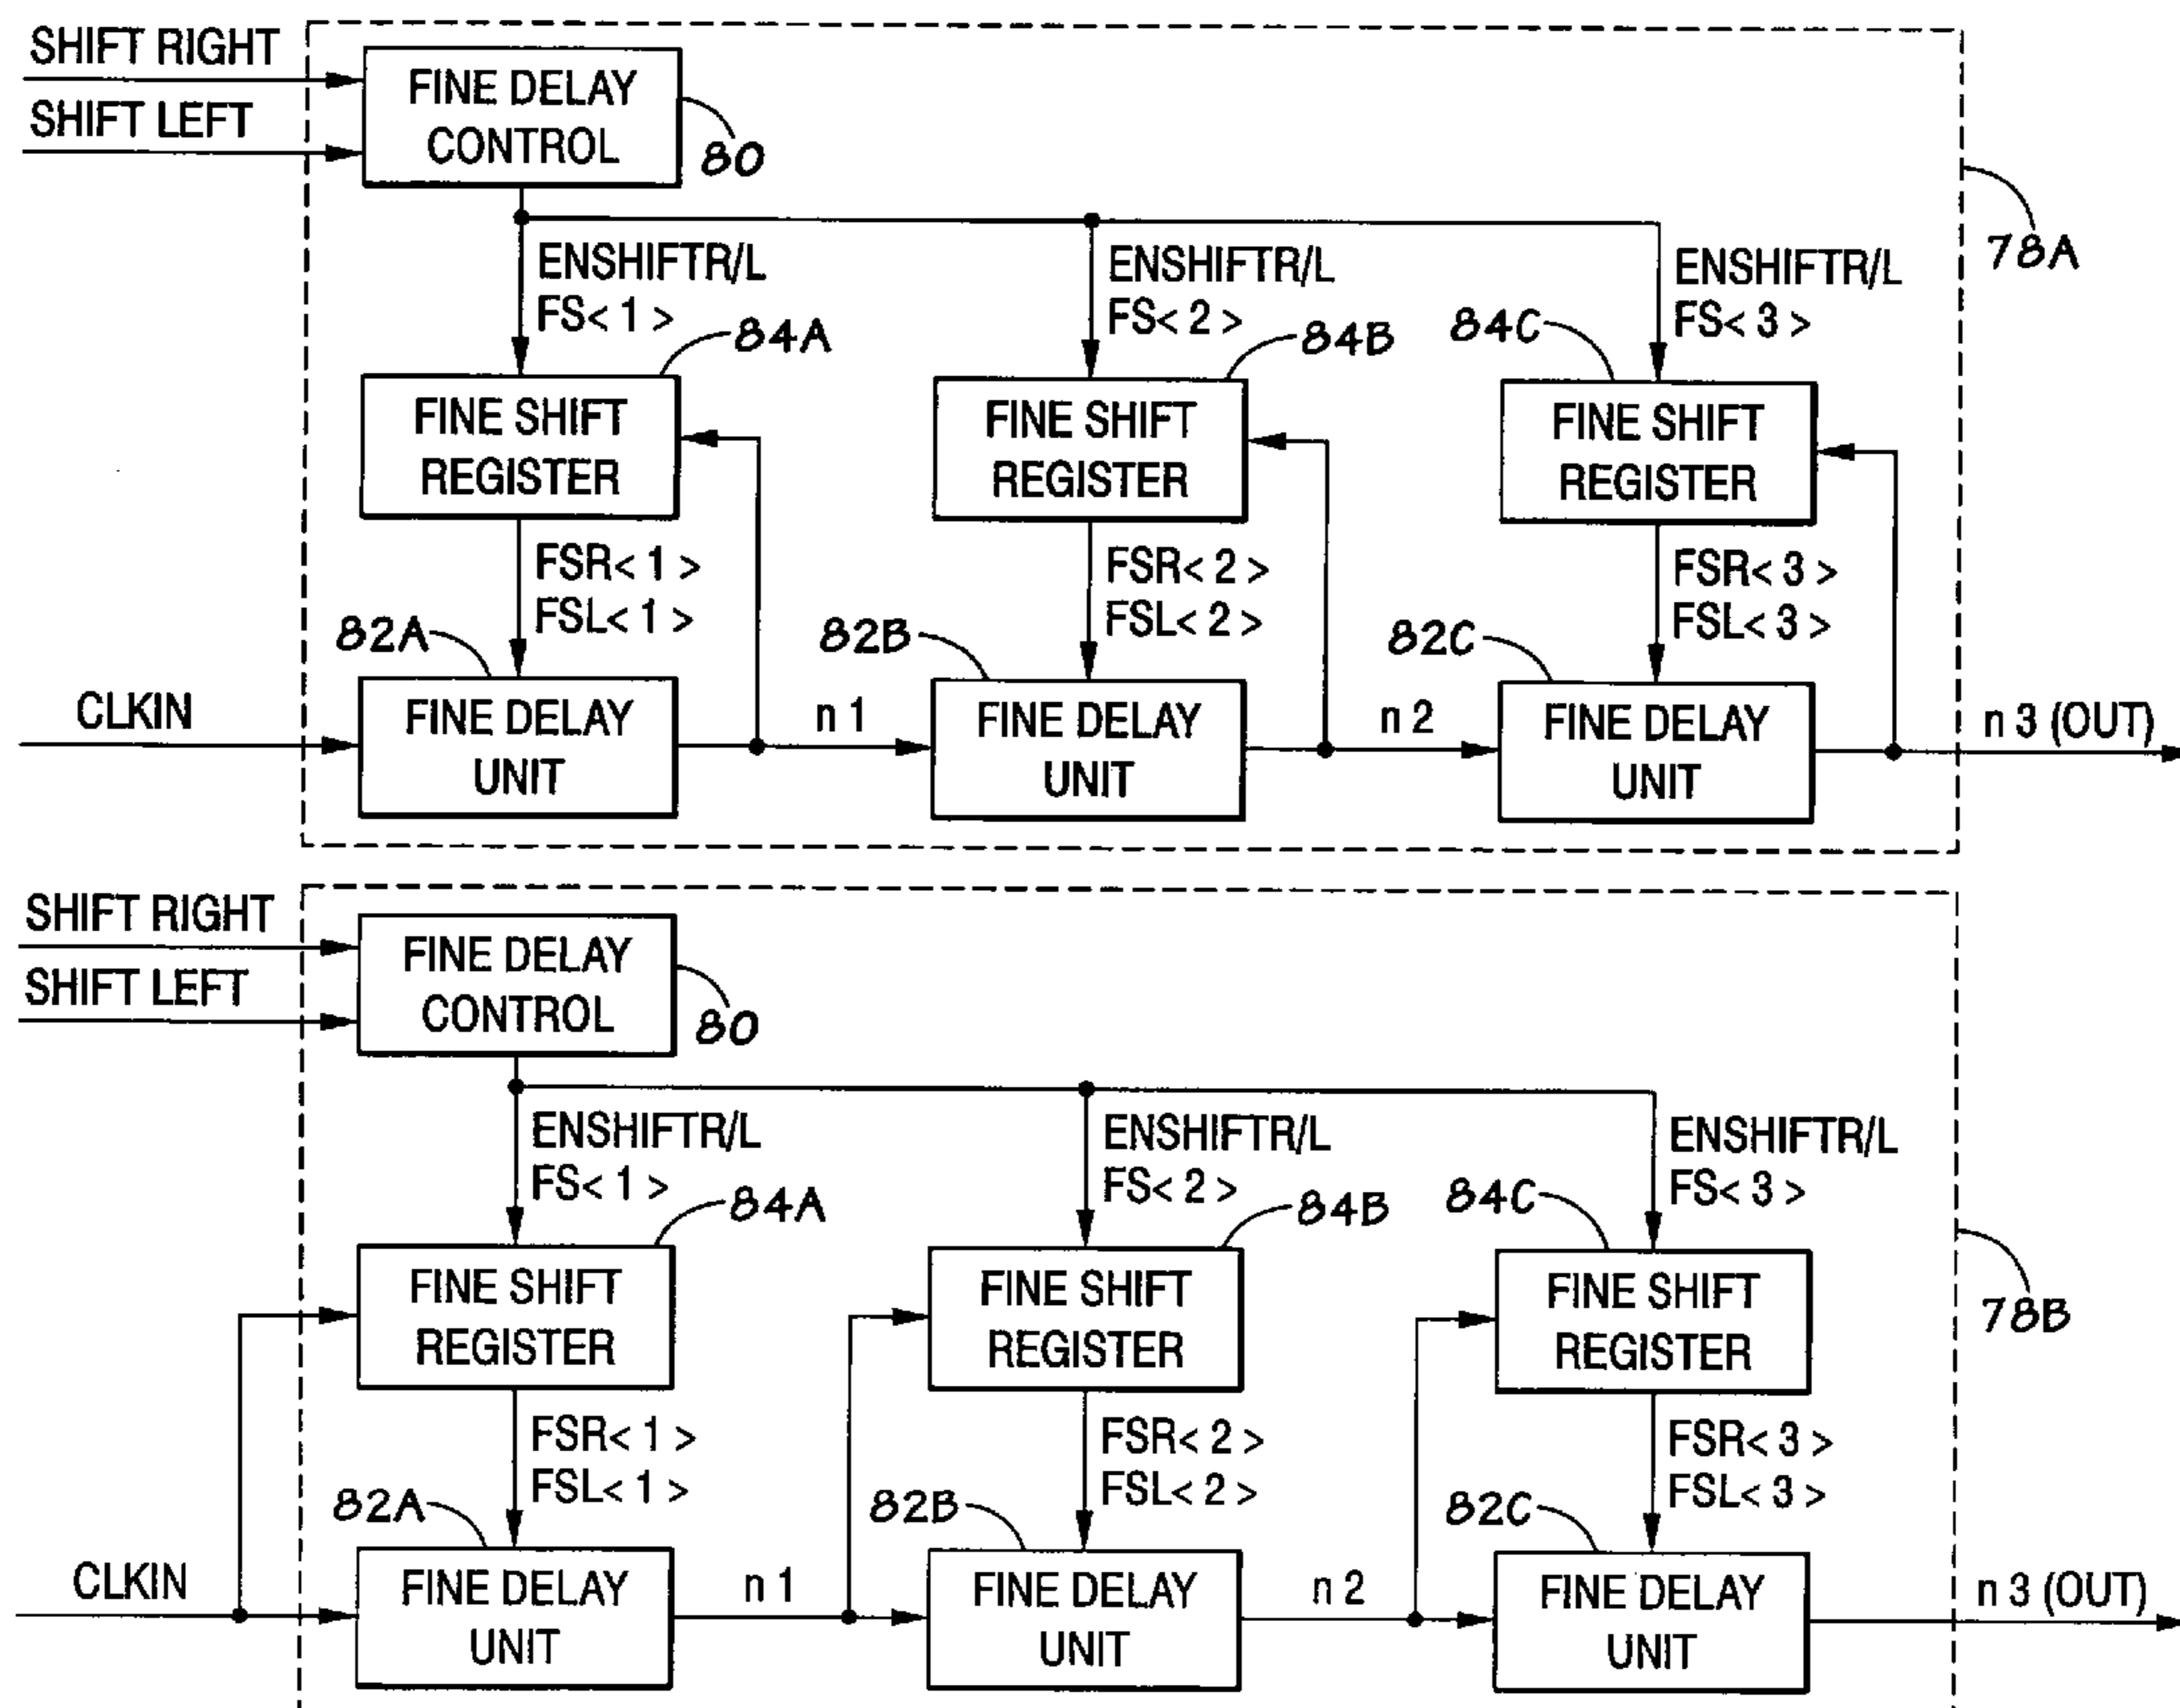 SHIFT RIGHT
SHIFT LEFT
FINE DELAY
CONTROL
80
78A
ENSHIFTR/L
FS< 1 >
ENSHIFTR/L
FS< 2 >
ENSHIFTR/L
FS< 3 >
84A
84B
84C
FINE SHIFT
REGISTER
FINE SHIFT
REGISTER
FINE SHIFT
REGISTER
FSR< 1 >
FSL< 1 >
FSR< 2 >
FSL< 2 >
FSR< 3 >
FSL< 3 >
82A
82B
82C
CLKIN
FINE DELAY
UNIT
n 1
FINE DELAY
UNIT
n 2
FINE DELAY
UNIT
n 3 (OUT)
SHIFT RIGHT
SHIFT LEFT
FINE DELAY
CONTROL
80
ENSHIFTR/L
FS< 1 >
ENSHIFTR/L
FS< 2 >
ENSHIFTR/L
FS< 3 >
84A
84B
84C
78B
FINE SHIFT
REGISTER
FINE SHIFT
REGISTER
FINE SHIFT
REGISTER
FSR< 1 >
FSL< 1 >
FSR< 2 >
FSL< 2 >
FSR< 3 >
FSL< 3 >
82A
82B
82C
CLKIN
FINE DELAY
UNIT
n 1
FINE DELAY
UNIT
n 2
FINE DELAY
UNIT
n 3 (OUT)